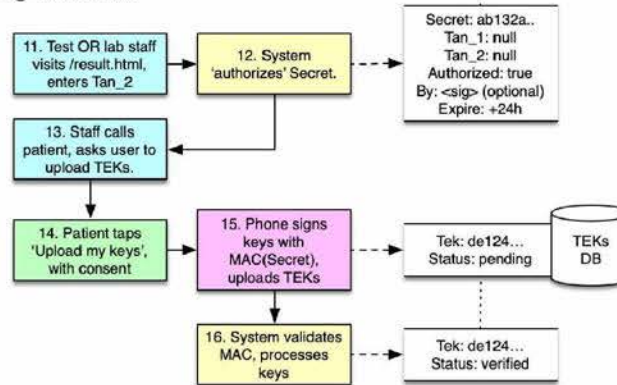 11. Test OR lab staff
visits /result.html,
enters Tan_2
12. System
'authorizes' Secret.
Secret: ab132a..
Tan_1: null
Tan_2: null
Authorized: true
By: <sig> (optional)
Expire: +24h
13. Staff calls
patient, asks user to
upload TEKs.
14. Patient taps
'Upload my keys',
with consent
15. Phone signs
keys with
MAC(Secret),
uploads TEKs
Tek: de124...
Status: pending
TEKs
DB
16. System validates
MAC, processes
keys
Tek: de124...
Status: verified